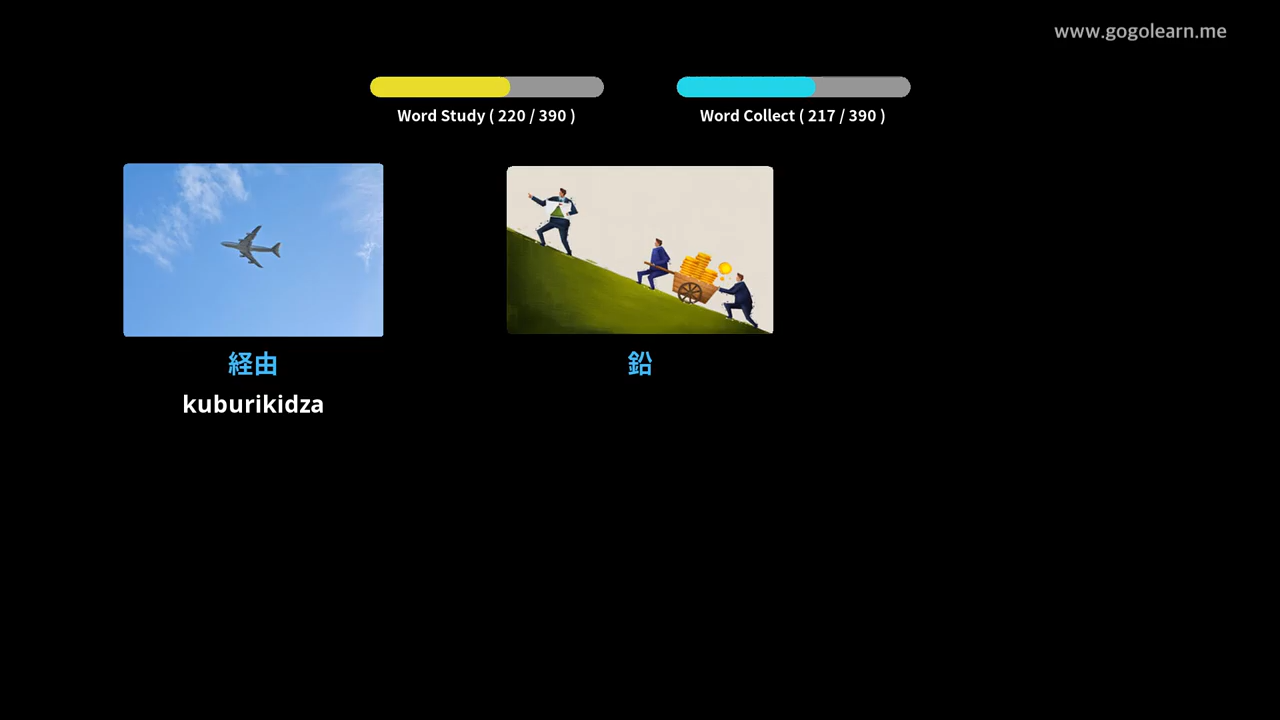 www.gogolearn.me
Word Study ( 220 / 390 )
Word Collect ( 217 / 390 )
経由
鉛
kuburikidza